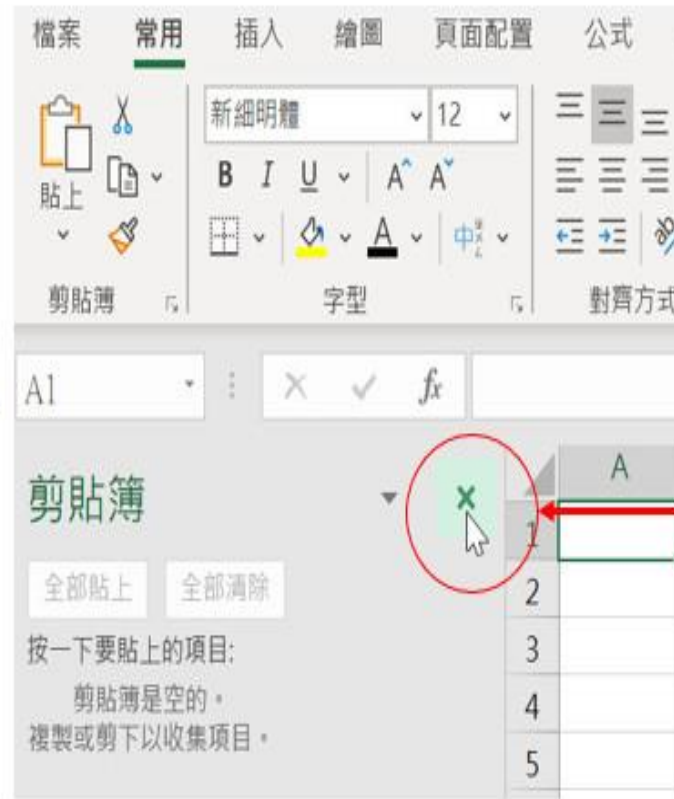 檔案 常用 插入 繪圖 頁面配置 公式
新細明體 12
貼上 B I U A A
A 中
剪貼簿 字型 對齊方式
A1 fx
剪貼簿 A
全部貼上 全部清除 1
按一下要貼上的項目: 2
剪貼簿是空的。 3
複製或剪下以收集項目。 4
5